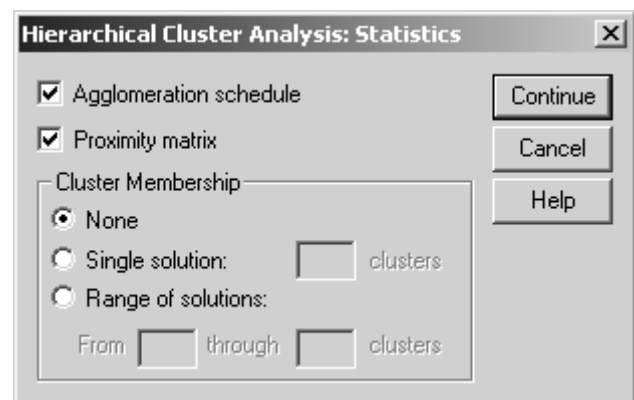 Hierarchical Cluster Analysis: Statistics
Agglomeration schedule
Proximity matrix
Cluster Membership
None
Single solution: clusters
Range of solutions:
From through clusters
Continue
Cancel
Help